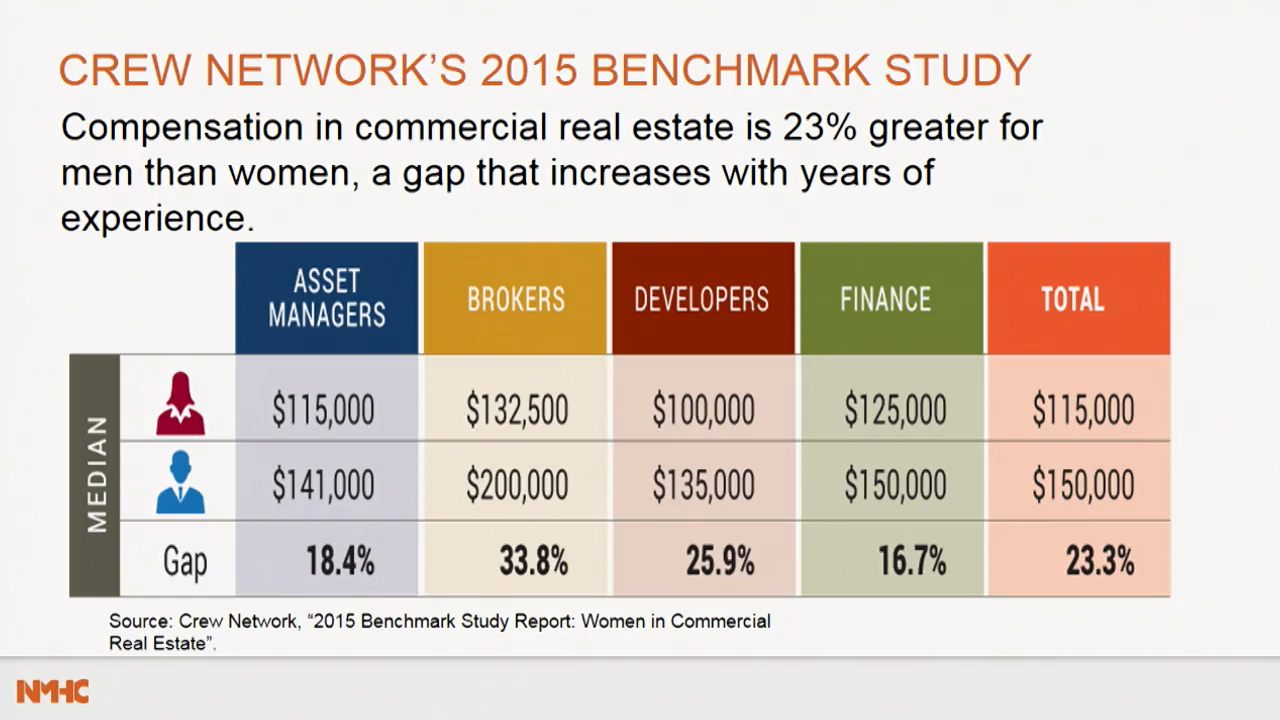 CREW NETWORK’S 2015 BENCHMARK STUDY
Compensation in commercial real estate is 23% greater for
men than women, a gap that increases with years of
experience.
ASSET
MANAGERS
BROKERS
DEVELOPERS
FINANCE
TOTAL
MEDIAN
$115,000 $132,500 $100,000 $125,000 $115,000
$141,000 $200,000 $135,000 $150,000 $150,000
Gap 18.4% 33.8% 25.9% 16.7% 23.3%
Source: Crew Network, “2015 Benchmark Study Report: Women in Commercial
Real Estate”.
NMHC